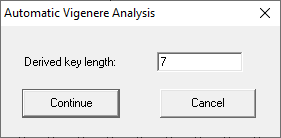 Automatic Vigenere Analysis
Derived key length: 7
Continue Cancel